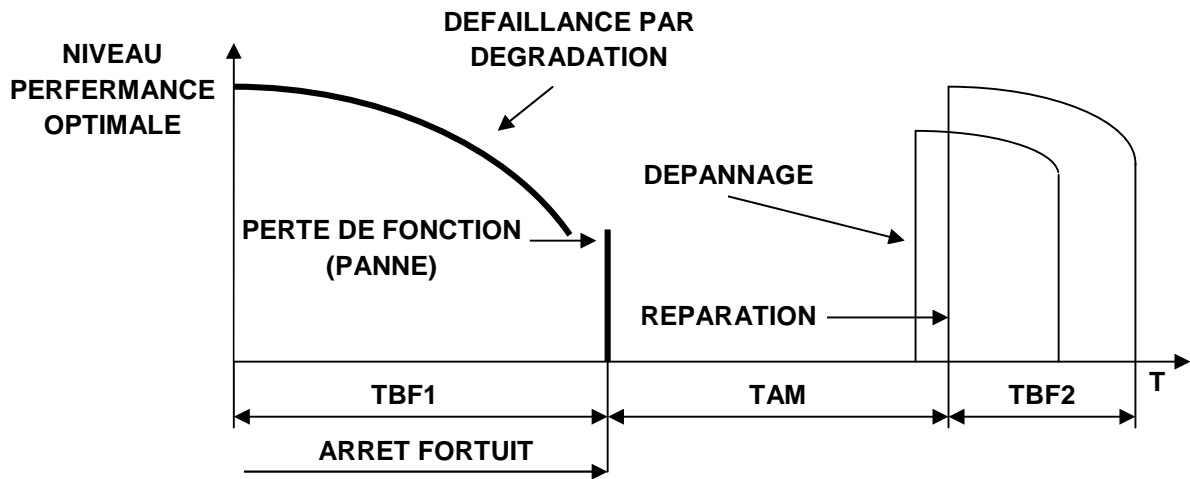 DEFAILLANCE PAR
DEGRADATION
NIVEAU
PERFERMANCE
OPTIMALE
DEPANNAGE
PERTE DE FONCTION
(PANNE)
REPARATION
T
TBF1
TAM
TBF2
ARRET FORTUIT